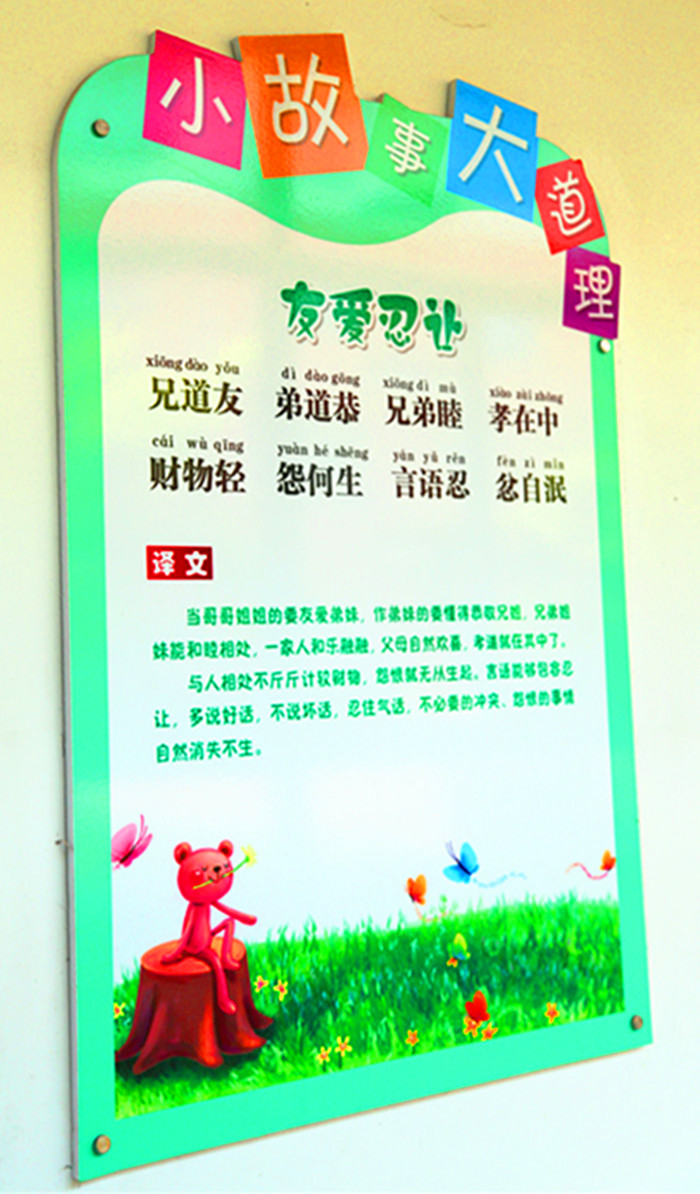 小故事大道理
友爱忍让
xiōng dào yǒu dì dào gōng xiōng dì mù xiào zài zhōng
兄道友 弟道恭 兄弟睦 孝在中
cái wù qīng yuàn hé shēng yán yǔ rěn fèn zì mǐn
财物轻 怨何生 言语忍 忿自泯
译文
当哥哥姐姐的要友爱弟妹，作弟妹的要懂得恭敬兄姐，兄弟姐
妹能和睦相处，一家人和乐融融，父母自然欢喜，孝道就在其中了。
与人相处不斤斤计较财物，怨恨就无从生起。言语能够包容忍
让，多说好话，不说坏话，忍住气话，不必要的冲突、怨恨的事情
自然消失不生。